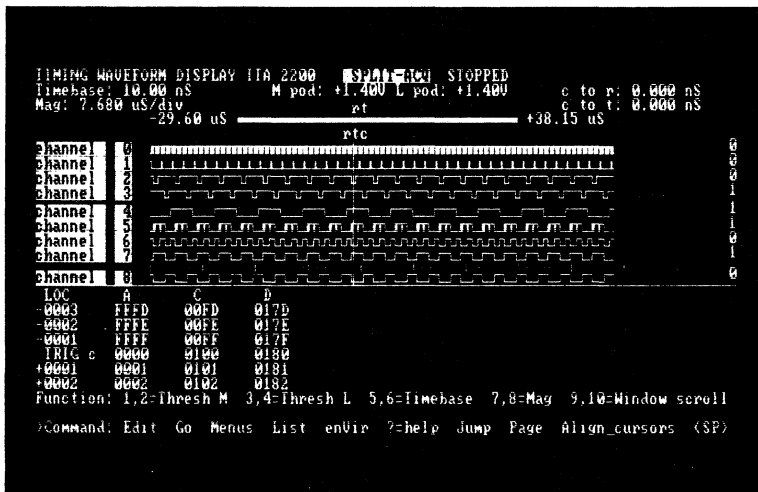 TIMING WAVEFORM DISPLAY ITA 2200 SPLIT-ACQ STOPPED
Timebase: 10.00 nS M pod: +1.40V L pod: +1.40V c to r: 0.000 nS
Mag: 7.680 uS/div rt c to t: 0.000 nS
-29.60 uS +38.15 uS
rtc
channel 0 0
channel 1 0
channel 2 0
channel 3 1
channel 4 1
channel 5 1
channel 6 0
channel 7 1
channel 8 0
LOC A C D
-0003 FFFD 00FD 017D
-0002 FFFE 00FE 017E
-0001 FFFF 00FF 017F
TRIG c 0000 0100 0180
+0001 0001 0101 0181
+0002 0002 0102 0182
Function: 1,2=Thresh M 3,4=Thresh L 5,6=Timebase 7,8=Mag 9,10=Window scroll
>Command: Edit Go Menus List enVir ?=help Jump Page Align_cursors <SP>